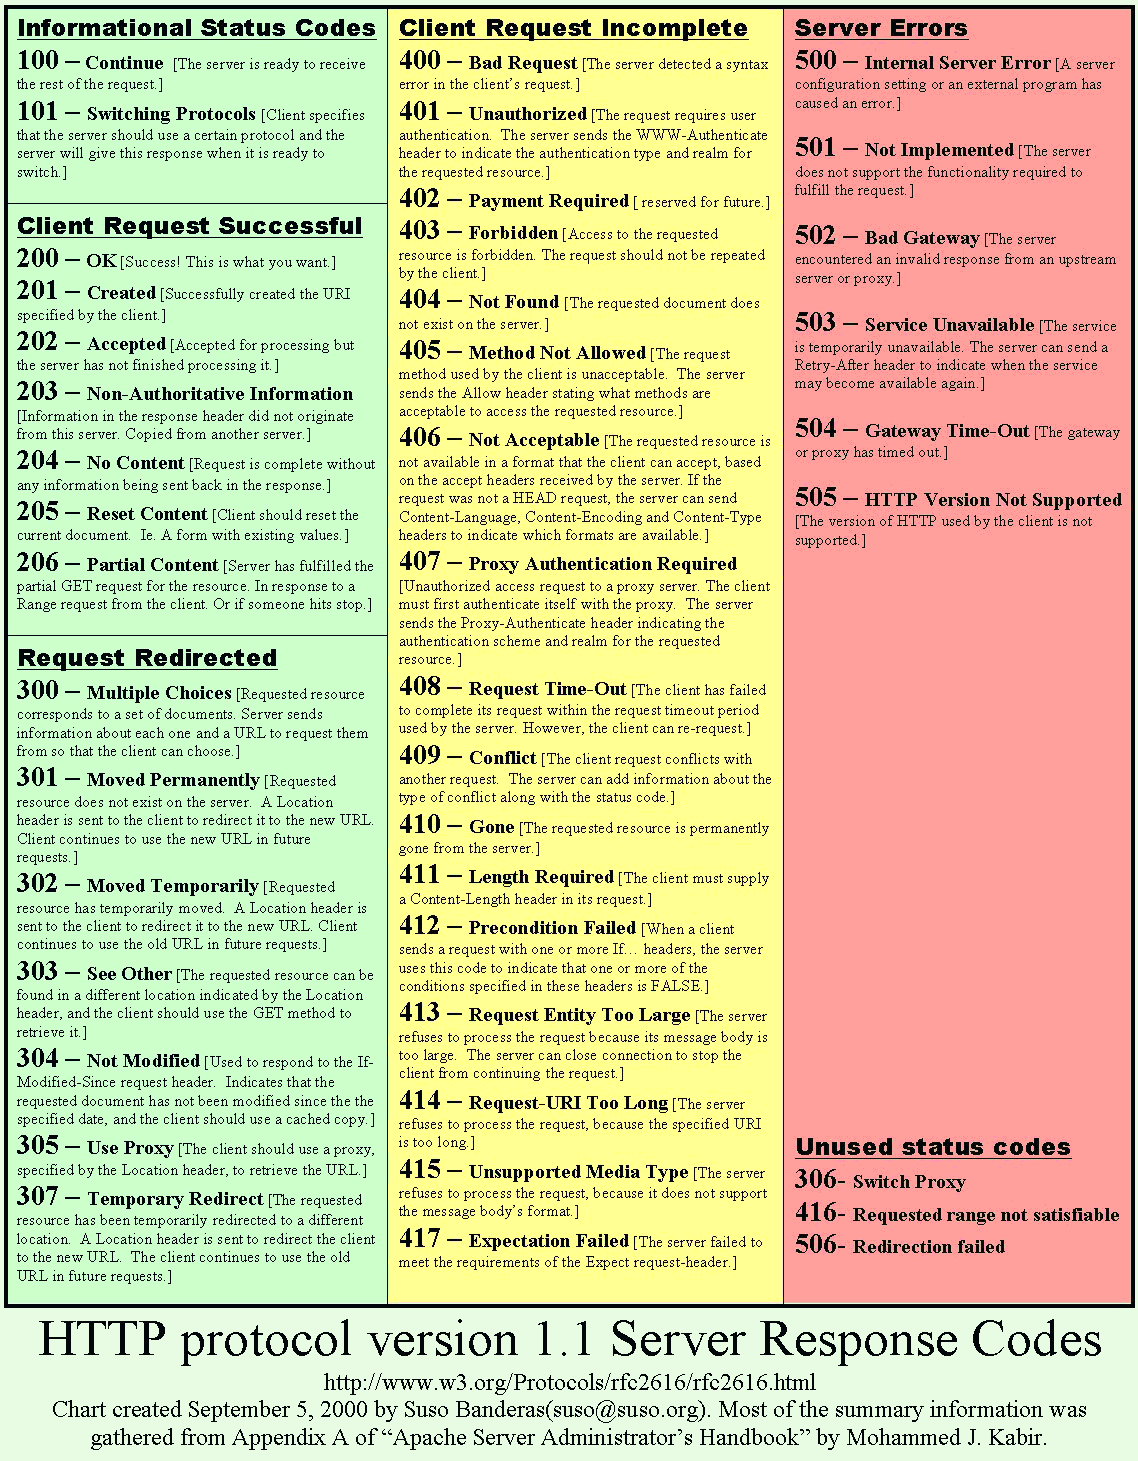 Informational Status Codes
100 – Continue [The server is ready to receive
the rest of the request.]
101 – Switching Protocols [Client specifies
that the server should use a certain protocol and the
server will give this response when it is ready to
switch.]
Client Request Successful
200 – OK [Success! This is what you want.]
201 – Created [Successfully created the URI
specified by the client.]
202 – Accepted [Accepted for processing but
the server has not finished processing it.]
203 – Non-Authoritative Information
[Information in the response header did not originate
from this server. Copied from another server.]
204 – No Content [Request is complete without
any information being sent back in the response.]
205 – Reset Content [Client should reset the
current document. Ie. A form with existing values.]
206 – Partial Content [Server has fulfilled the
partial GET request for the resource. In response to a
Range request from the client. Or if someone hits stop.]
Request Redirected
300 – Multiple Choices [Requested resource
corresponds to a set of documents. Server sends
information about each one and a URL to request them
from so that the client can choose.]
301 – Moved Permanently [Requested
resource does not exist on the server. A Location
header is sent to the client to redirect it to the new URL.
Client continues to use the new URL in future
requests.]
302 – Moved Temporarily [Requested
resource has temporarily moved. A Location header is
sent to the client to redirect it to the new URL. Client
continues to use the old URL in future requests.]
303 – See Other [The requested resource can be
found in a different location indicated by the Location
header, and the client should use the GET method to
retrieve it.]
304 – Not Modified [Used to respond to the If-
Modified-Since request header. Indicates that the
requested document has not been modified since the the
specified date, and the client should use a cached copy.]
305 – Use Proxy [The client should use a proxy,
specified by the Location header, to retrieve the URL.]
307 – Temporary Redirect [The requested
resource has been temporarily redirected to a different
location. A Location header is sent to redirect the client
to the new URL. The client continues to use the old
URL in future requests.]
Client Request Incomplete
400 – Bad Request [The server detected a syntax
error in the client's request.]
401 – Unauthorized [The request requires user
authentication. The server sends the WWW-Authenticate
header to indicate the authentication type and realm for
the requested resource.]
402 – Payment Required [ reserved for future.]
403 – Forbidden [Access to the requested
resource is forbidden. The request should not be repeated
by the client.]
404 – Not Found [The requested document does
not exist on the server.]
405 – Method Not Allowed [The request
method used by the client is unacceptable. The server
sends the Allow header stating what methods are
acceptable to access the requested resource.]
406 – Not Acceptable [The requested resource is
not available in a format that the client can accept, based
on the accept headers received by the server. If the
request was not a HEAD request, the server can send
Content-Language, Content-Encoding and Content-Type
headers to indicate which formats are available.]
407 – Proxy Authentication Required
[Unauthorized access request to a proxy server. The client
must first authenticate itself with the proxy. The server
sends the Proxy-Authenticate header indicating the
authentication scheme and realm for the requested
resource.]
408 – Request Time-Out [The client has failed
to complete its request within the request timeout period
used by the server. However, the client can re-request.]
409 – Conflict [The client request conflicts with
another request. The server can add information about the
type of conflict along with the status code.]
410 – Gone [The requested resource is permanently
gone from the server.]
411 – Length Required [The client must supply
a Content-Length header in its request.]
412 – Precondition Failed [When a client
sends a request with one or more If… headers, the server
uses this code to indicate that one or more of the
conditions specified in these headers is FALSE.]
413 – Request Entity Too Large [The server
refuses to process the request because its message body is
too large. The server can close connection to stop the
client from continuing the request.]
414 – Request-URI Too Long [The server
refuses to process the request, because the specified URI
is too long.]
415 – Unsupported Media Type [The server
refuses to process the request, because it does not support
the message body's format.]
417 – Expectation Failed [The server failed to
meet the requirements of the Expect request-header.]
Server Errors
500 – Internal Server Error [A server
configuration setting or an external program has
caused an error.]
501 – Not Implemented [The server
does not support the functionality required to
fulfill the request.]
502 – Bad Gateway [The server
encountered an invalid response from an upstream
server or proxy.]
503 – Service Unavailable [The service
is temporarily unavailable. The server can send a
Retry-After header to indicate when the service
may become available again.]
504 – Gateway Time-Out [The gateway
or proxy has timed out.]
505 – HTTP Version Not Supported
[The version of HTTP used by the client is not
supported.]
Unused status codes
306- Switch Proxy
416- Requested range not satisfiable
506- Redirection failed
HTTP protocol version 1.1 Server Response Codes
http://www.w3.org/Protocols/rfc2616/rfc2616.html
Chart created September 5, 2000 by Suso Banderas(suso@suso.org). Most of the summary information was
gathered from Appendix A of “Apache Server Administrator's Handbook” by Mohammed J. Kabir.